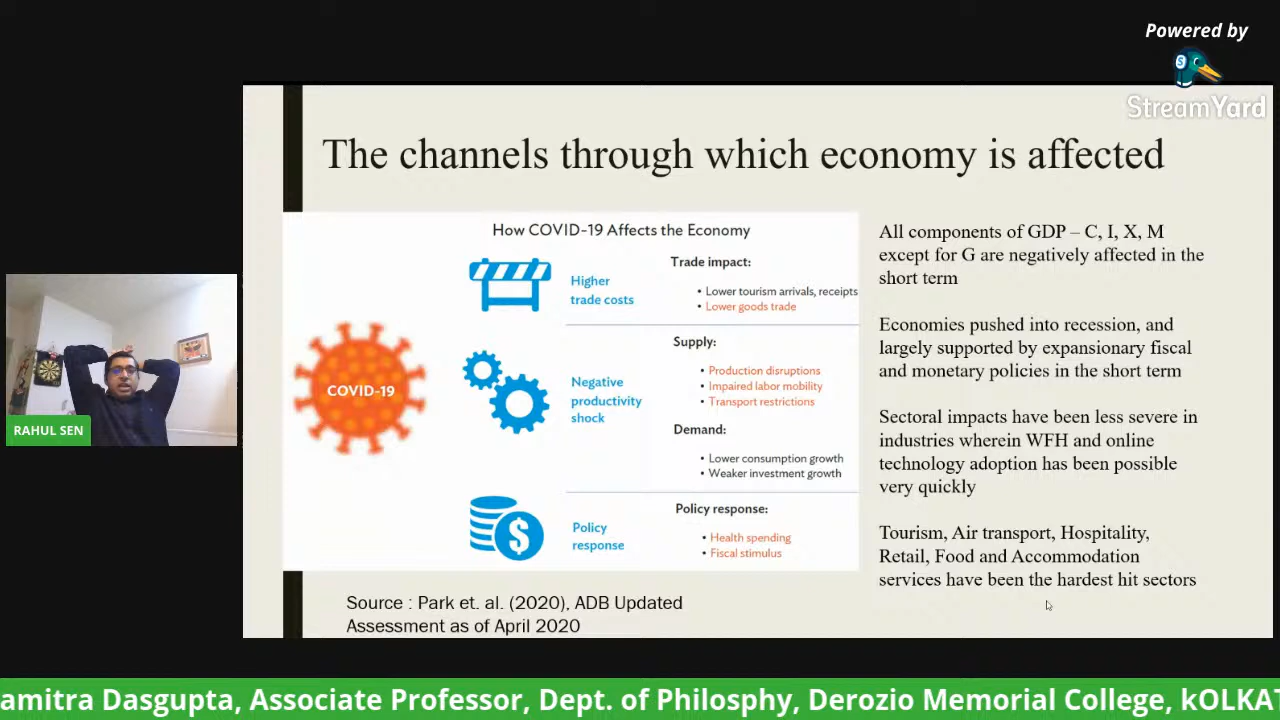 Powered by
StreamYard
The channels through which economy is affected
How COVID-19 Affects the Economy
COVID-19
Higher
trade costs
Trade impact:
• Lower tourism arrivals, receipts
• Lower goods trade
Negative
productivity
shock
Supply:
• Production disruptions
• Impaired labor mobility
• Transport restrictions
Demand:
• Lower consumption growth
• Weaker investment growth
Policy
response
$
Policy response:
• Health spending
• Fiscal stimulus
Source : Park et. al. (2020), ADB Updated
Assessment as of April 2020
All components of GDP – C, I, X, M
except for G are negatively affected in the
short term
Economies pushed into recession, and
largely supported by expansionary fiscal
and monetary policies in the short term
Sectoral impacts have been less severe in
industries wherein WFH and online
technology adoption has been possible
very quickly
Tourism, Air transport, Hospitality,
Retail, Food and Accommodation
services have been the hardest hit sectors
RAHUL SEN
amitra Dasgupta, Associate Professor, Dept. of Philosphy, Derozio Memorial College, kOLKAT